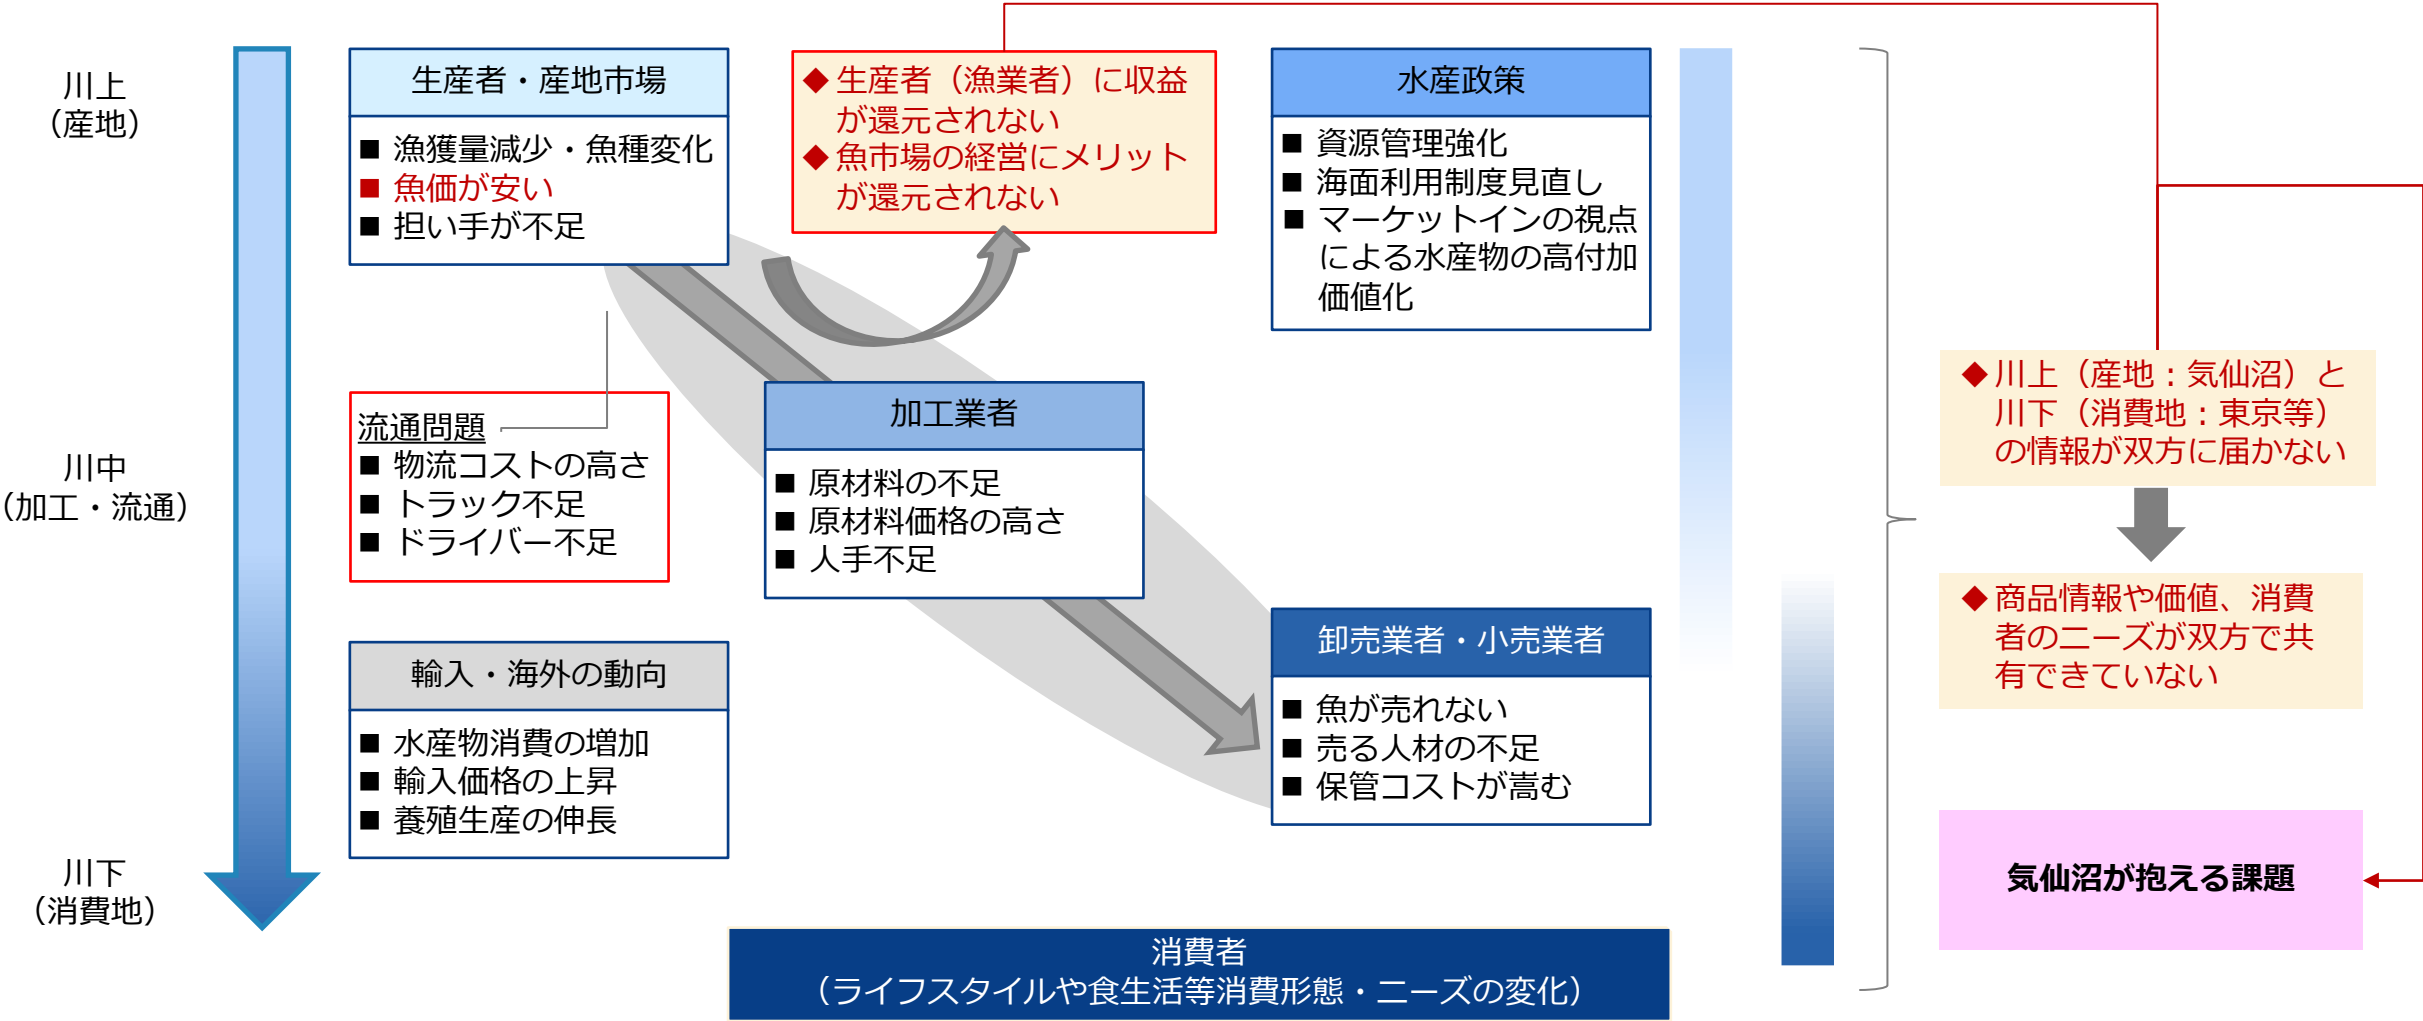 川上
（産地）
川中
（加工・流通）
川下
（消費地）
生産者・産地市場
■ 漁獲量減少・魚種変化
■ 魚価が安い
■ 担い手が不足
◆生産者（漁業者）に収益
が還元されない
◆魚市場の経営にメリット
が還元されない
水産政策
■ 資源管理強化
■ 海面利用制度見直し
■ マーケットインの視点
による水産物の高付加
価値化
流通問題
■ 物流コストの高さ
■ トラック不足
■ ドライバー不足
加工業者
■ 原材料の不足
■ 原材料価格の高さ
■ 人手不足
輸入・海外の動向
■ 水産物消費の増加
■ 輸入価格の上昇
■ 養殖生産の伸長
卸売業者・小売業者
■ 魚が売れない
■ 売る人材の不足
■ 保管コストが嵩む
消費者
（ライフスタイルや食生活等消費形態・ニーズの変化）
◆川上（産地：気仙沼）と
川下（消費地：東京等）
の情報が双方に届かない
◆商品情報や価値、消費
者のニーズが双方で共
有できていない
気仙沼が抱える課題